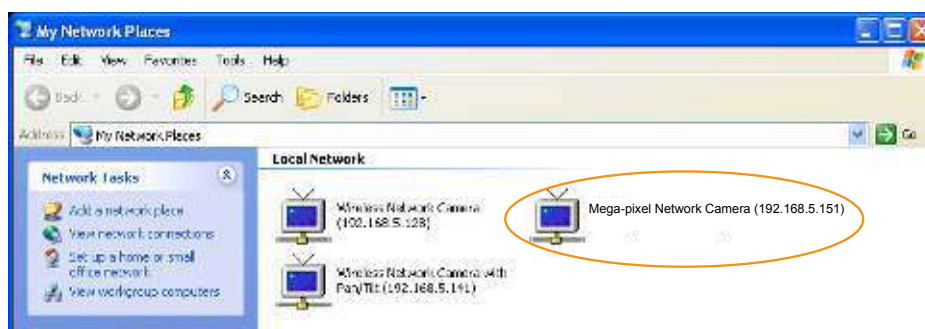 My Network Places
File Edit View Favorites Tools Help
Back Search Folders
Address My Network Places Go
Local Network
Network Tasks
Add a network place
View network connections
Set up a home or small
office network
View workgroup computers
Wireless Network Camera
(192.168.5.128)
Mega-pixel Network Camera (192.168.5.151)
Wireless Network Camera with
Pan/Tilt (192.168.5.141)